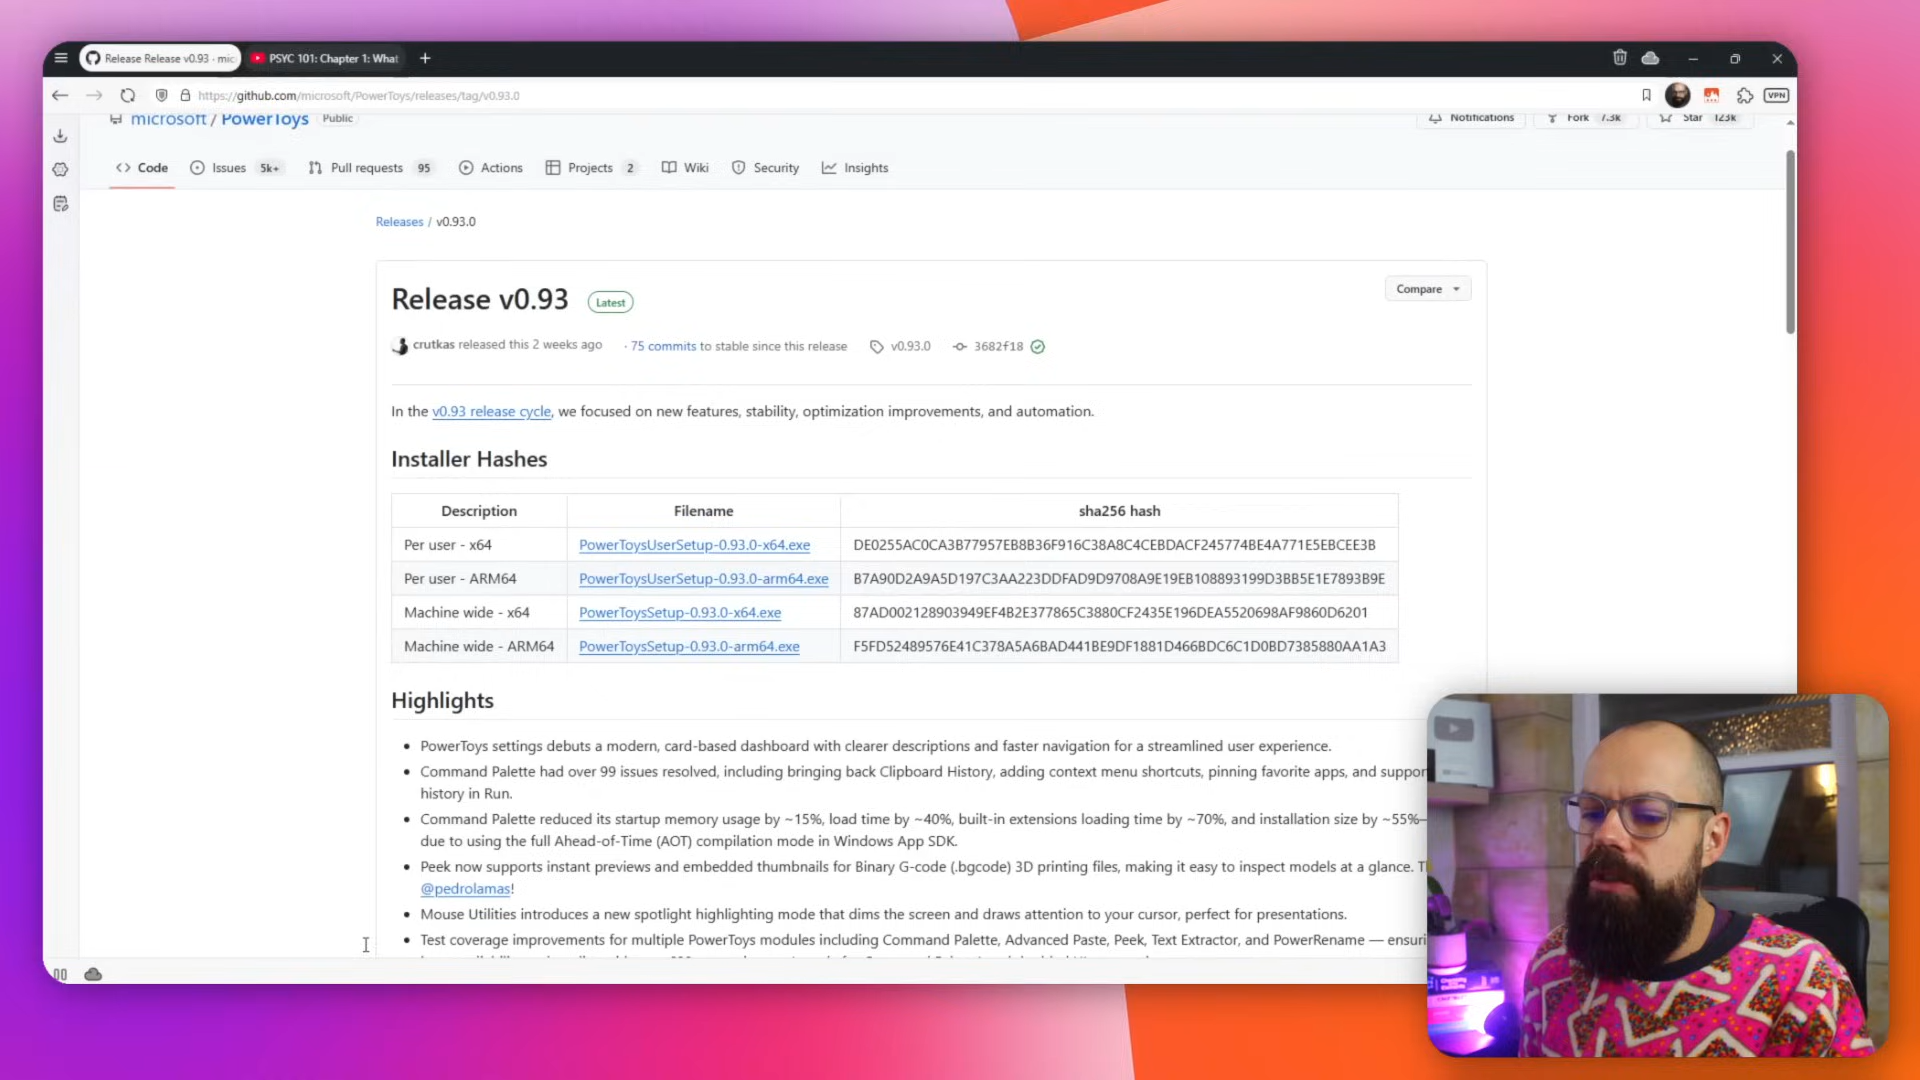 Release Release v0.93 · mic
PSYC 101: Chapter 1: What
https://github.com/microsoft/PowerToys/releases/tag/v0.93.0
VPN
microsoft / PowerToys Public
Notifications
Fork 7.3k
Star 123k
Code
Issues 5k+
Pull requests 95
Actions
Projects 2
Wiki
Security
Insights
Releases / v0.93.0
Release v0.93 Latest
Compare
crutkas released this 2 weeks ago · 75 commits to stable since this release v0.93.0 3682f18
In the v0.93 release cycle, we focused on new features, stability, optimization improvements, and automation.
Installer Hashes
Description Filename sha256 hash
Per user - x64 PowerToysUserSetup-0.93.0-x64.exe DE0255AC0CA3B77957EB8B36F916C38A8C4CEBDACF245774BE4A771E5EBCEE3B
Per user - ARM64 PowerToysUserSetup-0.93.0-arm64.exe B7A90D2A9A5D197C3AA223DDFAD9D9708A9E19EB108893199D3BB5E1E7893B9E
Machine wide - x64 PowerToysSetup-0.93.0-x64.exe 87AD002128903949EF4B2E377865C3880CF2435E196DEA5520698AF9860D6201
Machine wide - ARM64 PowerToysSetup-0.93.0-arm64.exe F5FD52489576E41C378A5A6BAD441BE9DF1881D466BDC6C1D0BD7385880AA1A3
Highlights
• PowerToys settings debuts a modern, card-based dashboard with clearer descriptions and faster navigation for a streamlined user experience.
• Command Palette had over 99 issues resolved, including bringing back Clipboard History, adding context menu shortcuts, pinning favorite apps, and suppor
history in Run.
• Command Palette reduced its startup memory usage by ~15%, load time by ~40%, built-in extensions loading time by ~70%, and installation size by ~55%—
due to using the full Ahead-of-Time (AOT) compilation mode in Windows App SDK.
• Peek now supports instant previews and embedded thumbnails for Binary G-code (.bgcode) 3D printing files, making it easy to inspect models at a glance. T
@pedrolamas!
• Mouse Utilities introduces a new spotlight highlighting mode that dims the screen and draws attention to your cursor, perfect for presentations.
• Test coverage improvements for multiple PowerToys modules including Command Palette, Advanced Paste, Peek, Text Extractor, and PowerRename — ensuri